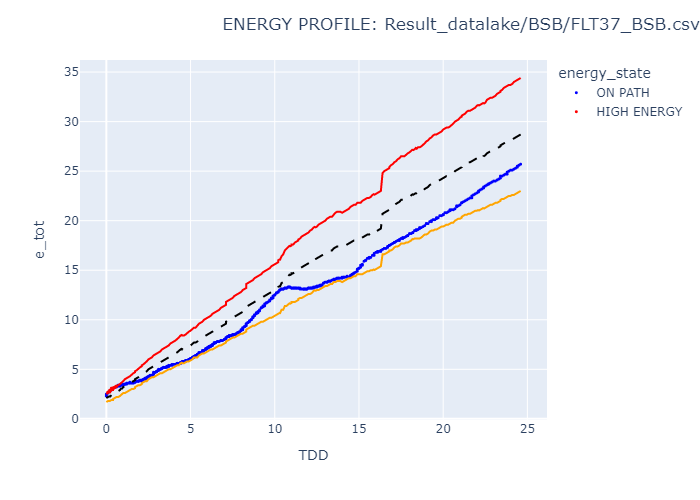 ENERGY PROFILE: Result_datalake/BSB/FLT37_BSB.csv
energy_state
ON PATH
HIGH ENERGY
e_tot
35
30
25
20
15
10
5
0
0 5 10 15 20 25
TDD